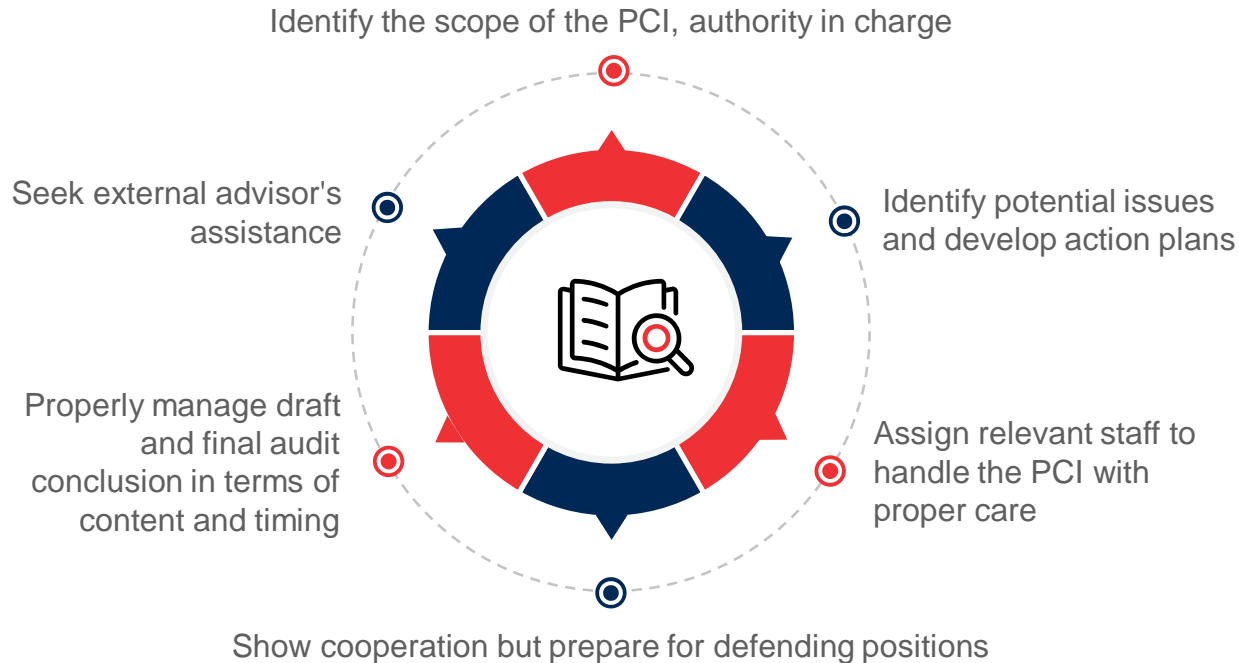 Identify the scope of the PCI, authority in charge
Identify potential issues
and develop action plans
Assign relevant staff to
handle the PCI with
proper care
Show cooperation but prepare for defending positions
Properly manage draft
and final audit
conclusion in terms of
content and timing
Seek external advisor's
assistance